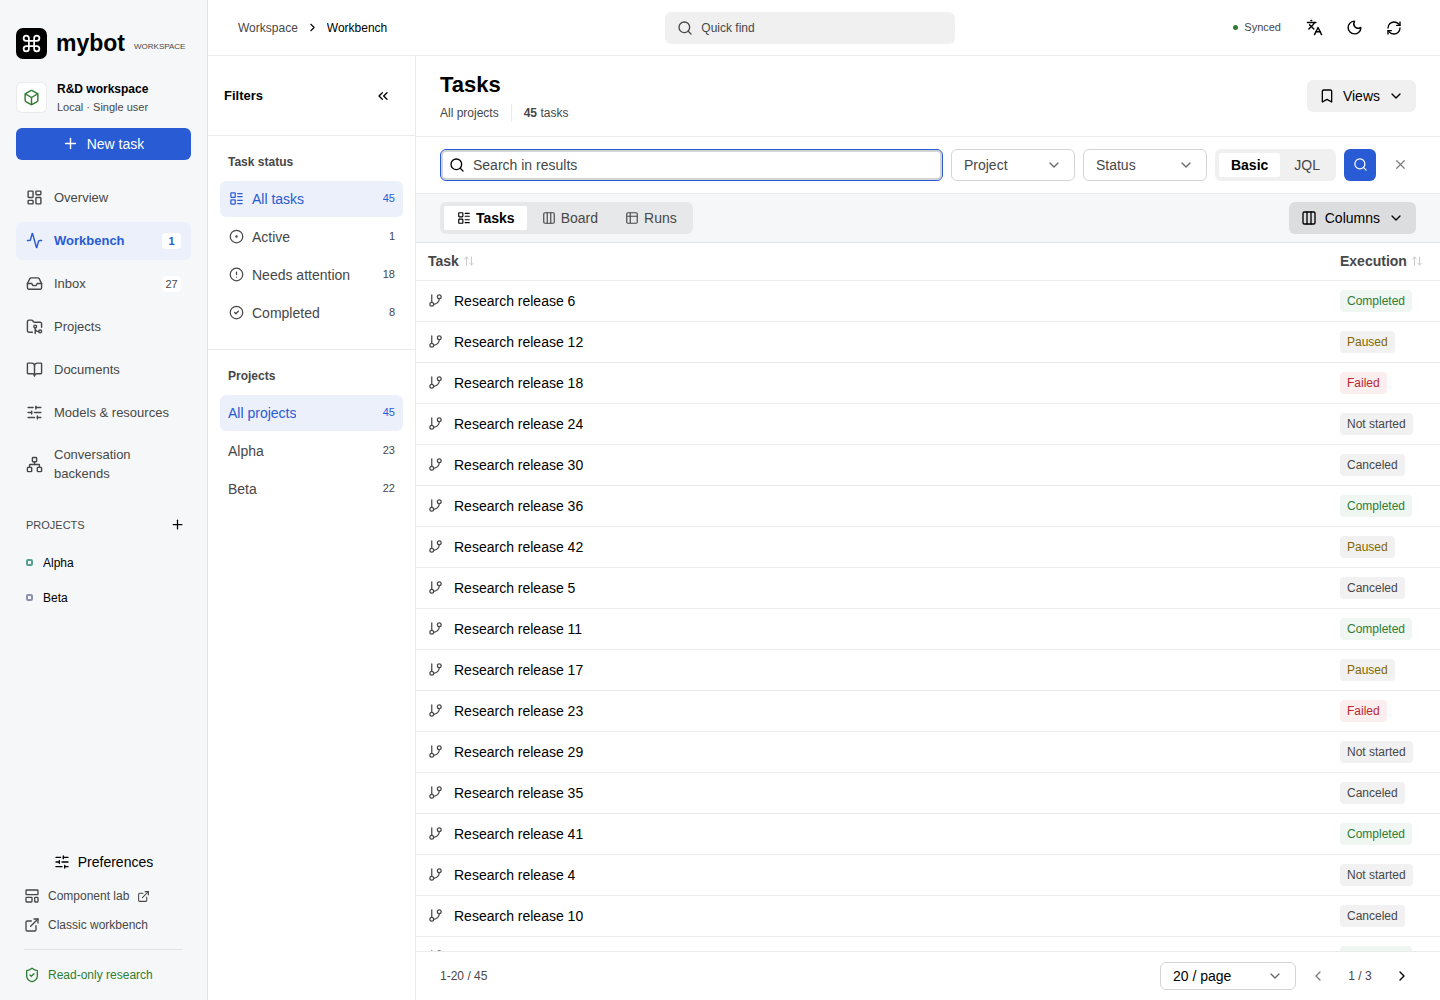 mybot WORKSPACE
R&D workspace
Local · Single user
New task
Overview
Workbench 1
Inbox 27
Projects
Documents
Models & resources
Conversation
backends
PROJECTS
Alpha
Beta
Preferences
Component lab
Classic workbench
Read-only research
Workspace Workbench
Quick find
Synced
Filters
Task status
All tasks 45
Active 1
Needs attention 18
Completed 8
Projects
All projects 45
Alpha 23
Beta 22
Tasks
All projects 45 tasks
Views
Search in results
Project
Status
Basic JQL
Tasks Board Runs
Columns
Task Execution
Research release 6 Completed
Research release 12 Paused
Research release 18 Failed
Research release 24 Not started
Research release 30 Canceled
Research release 36 Completed
Research release 42 Paused
Research release 5 Canceled
Research release 11 Completed
Research release 17 Paused
Research release 23 Failed
Research release 29 Not started
Research release 35 Canceled
Research release 41 Completed
Research release 4 Not started
Research release 10 Canceled
1-20 / 45
20 / page
1 / 3